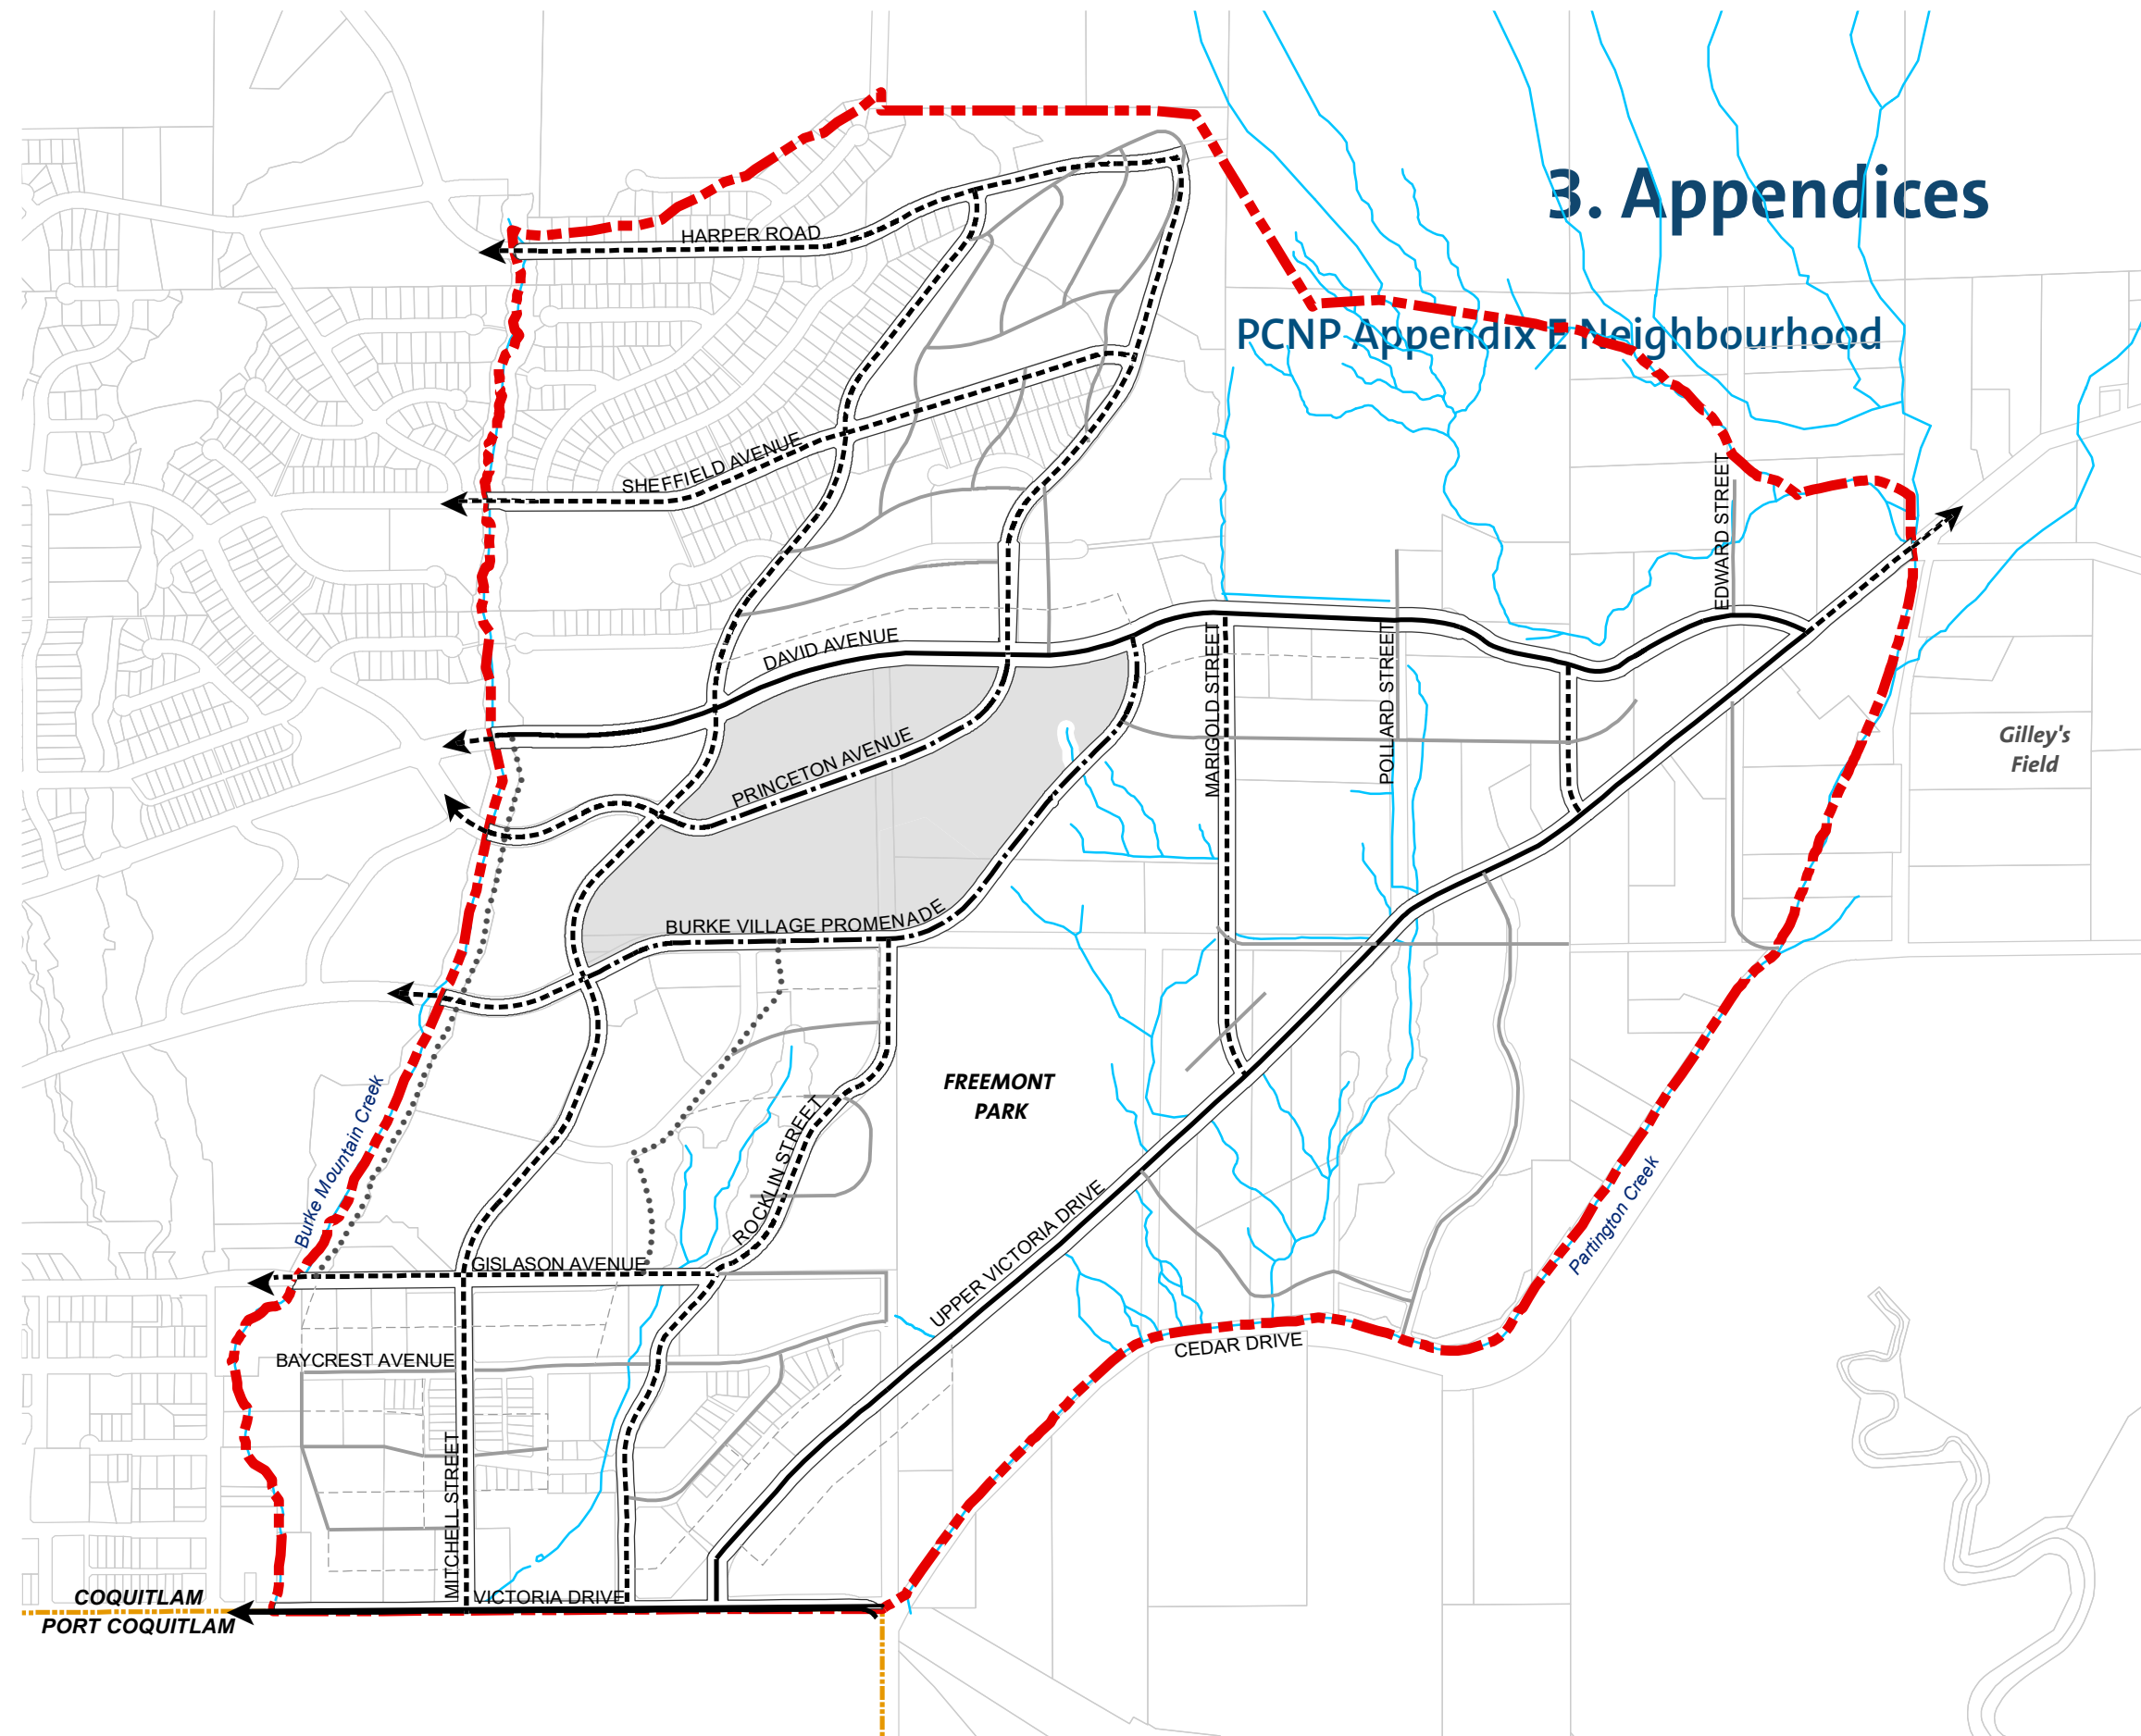 3. Appendices
HARPER ROAD
PCNP Appendix E Neighbourhood
SHEFFIELD AVENUE
EDWARD STREET
DAVID AVENUE
MARIGOLD STREET
POLLARD STREET
Gilley's
Field
PRINCETON AVENUE
BURKE VILLAGE PROMENADE
FREEMONT
PARK
Burke Mountain Creek
ROCKLIN STREET
UPPER VICTORIA DRIVE
Partington Creek
GISLASON AVENUE
CEDAR DRIVE
BAYCREST AVENUE
MITCHELL STREET
VICTORIA DRIVE
COQUITLAM
PORT COQUITLAM